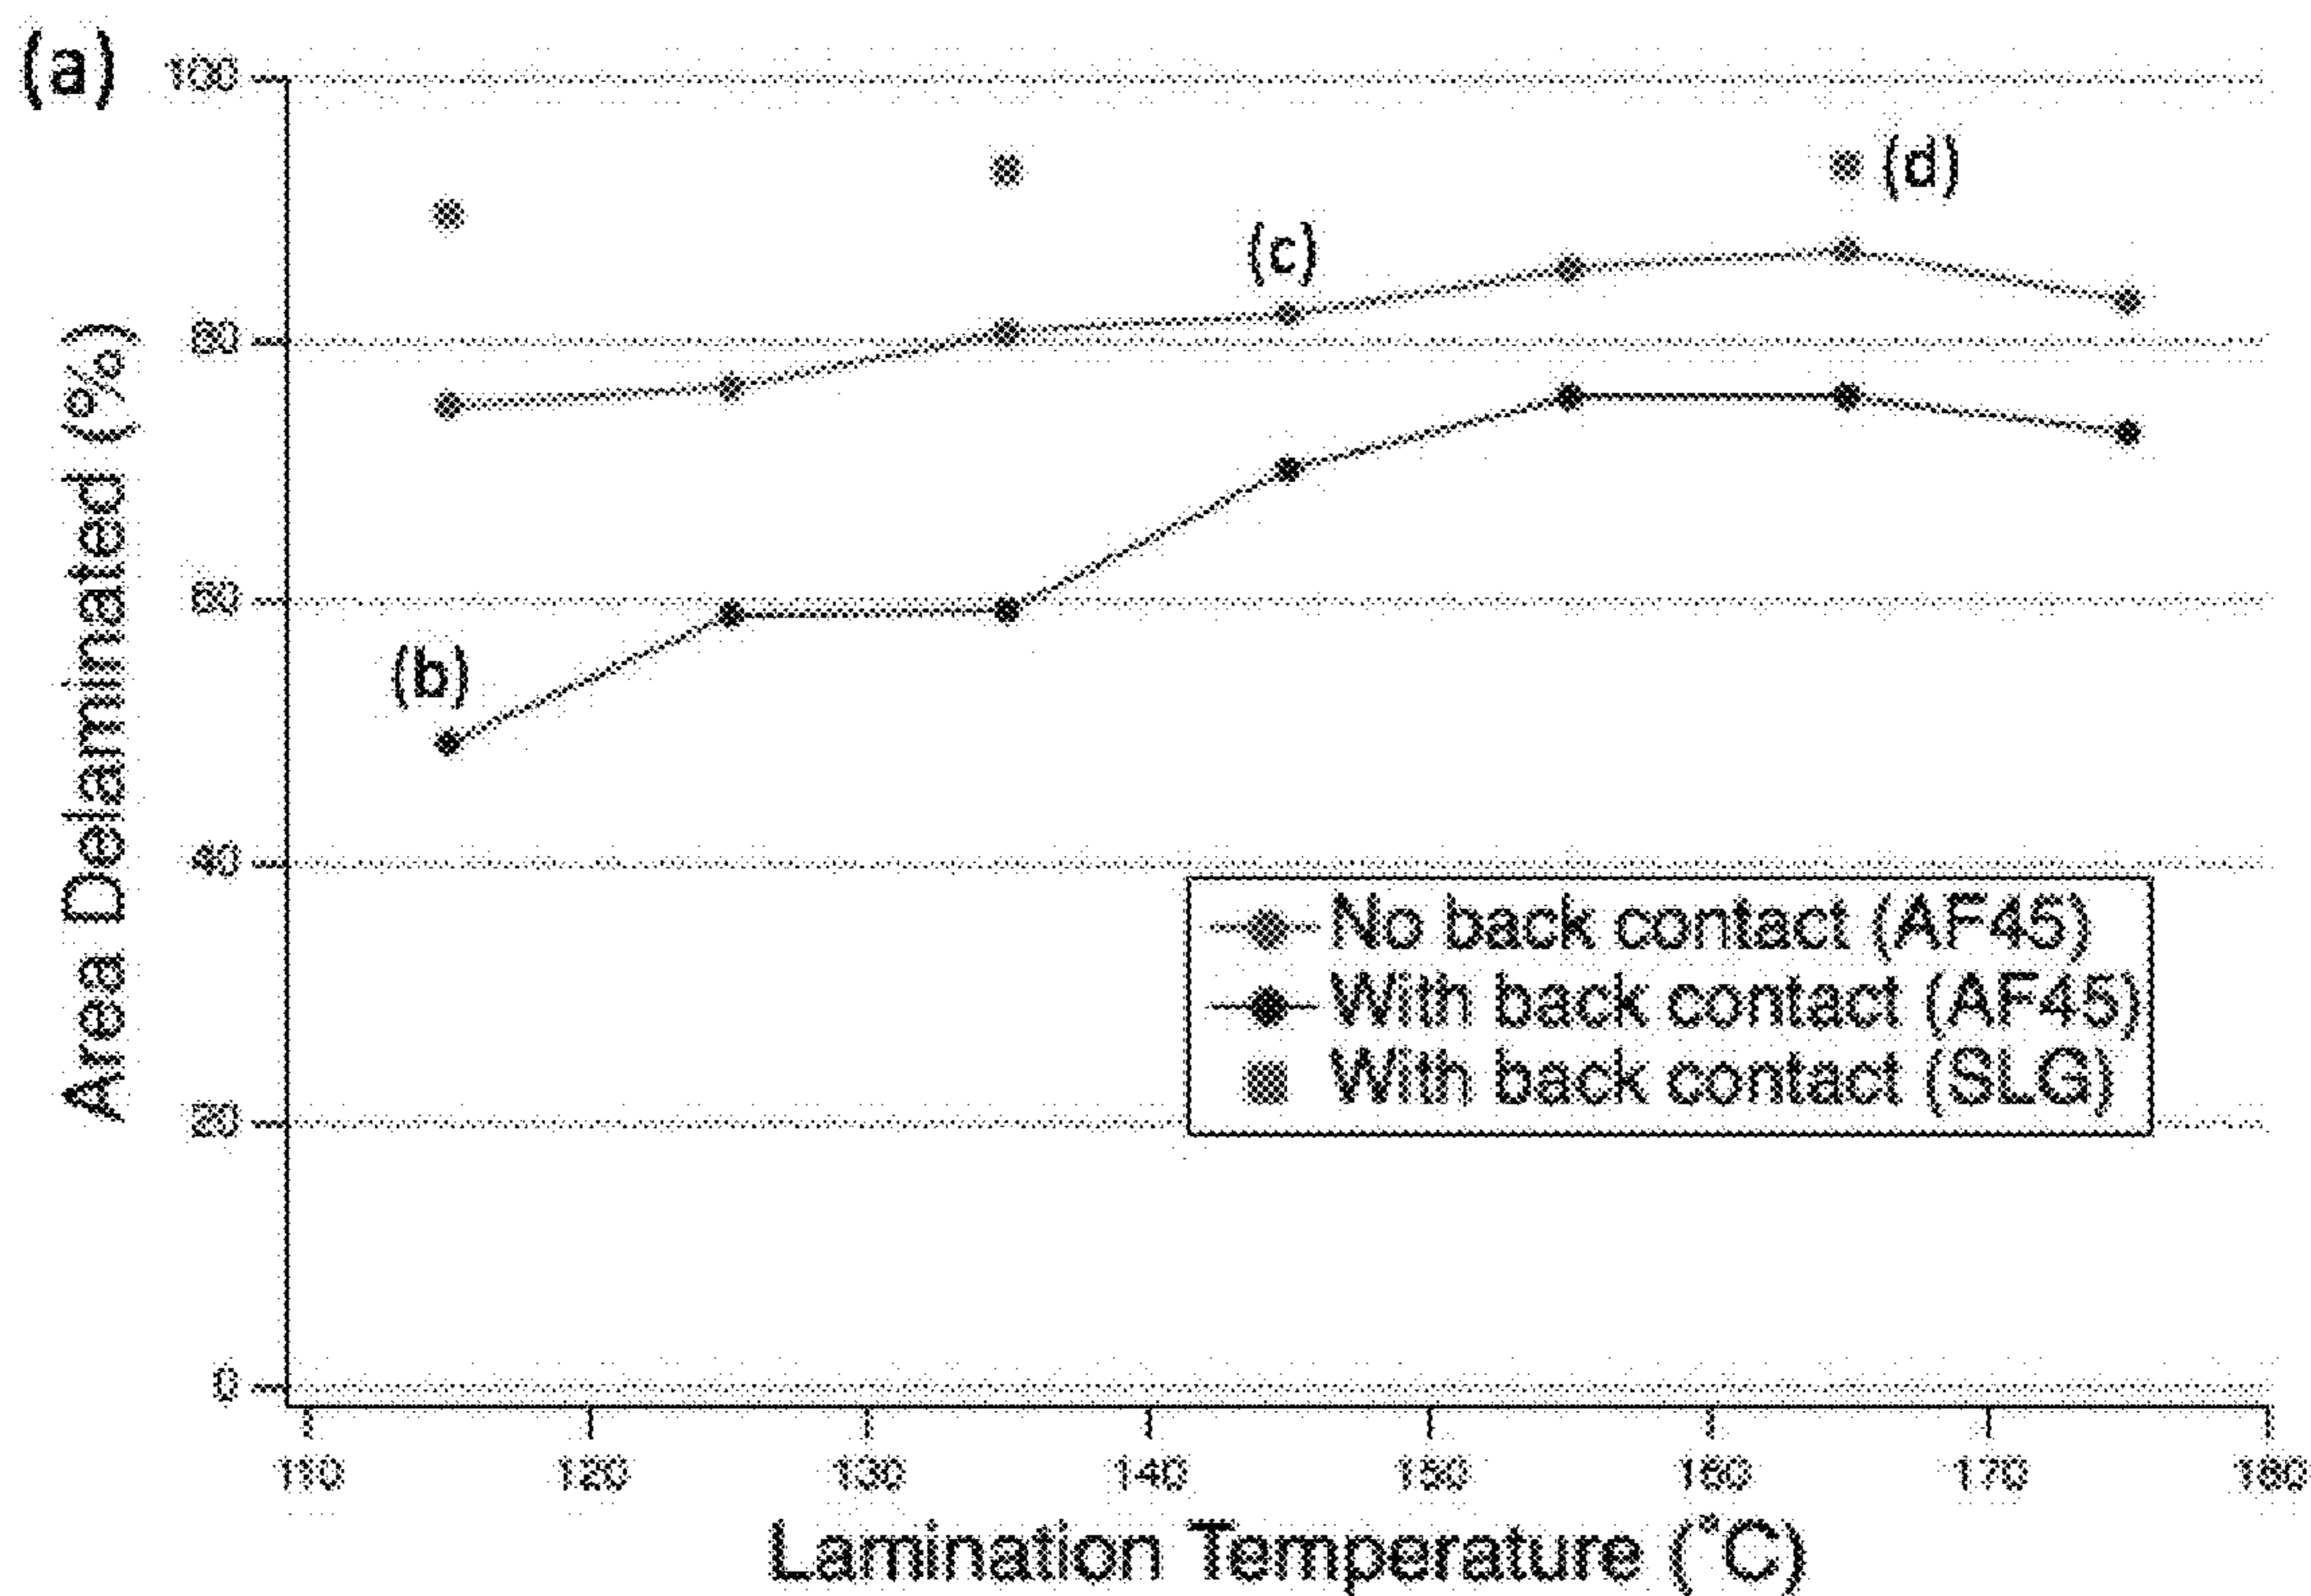 (a)
100
80
60
40
20
0
Area Delaminated (%)
(b)
(c)
(d)
No back contact (AF45)
With back contact (AF45)
With back contact (SLG)
110 120 130 140 150 160 170 180
Lamination Temperature (°C)